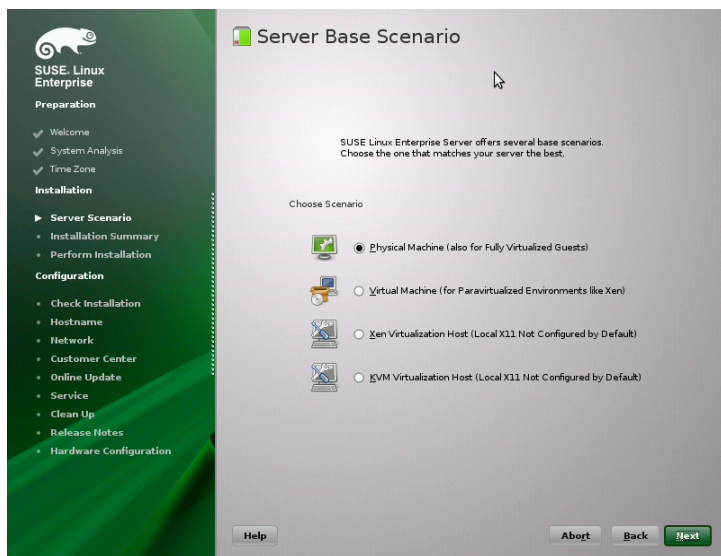 SUSE. Linux
Enterprise
Preparation
Welcome
System Analysis
Time Zone
Installation
Server Scenario
Installation Summary
Perform Installation
Configuration
Check Installation
Hostname
Network
Customer Center
Online Update
Service
Clean Up
Release Notes
Hardware Configuration
Server Base Scenario
SUSE Linux Enterprise Server offers several base scenarios.
Choose the one that matches your server the best.
Choose Scenario
Physical Machine (also for Fully Virtualized Guests)
Virtual Machine (for Paravirtualized Environments like Xen)
Xen Virtualization Host (Local X11 Not Configured by Default)
KVM Virtualization Host (Local X11 Not Configured by Default)
Help
Abort
Back
Next